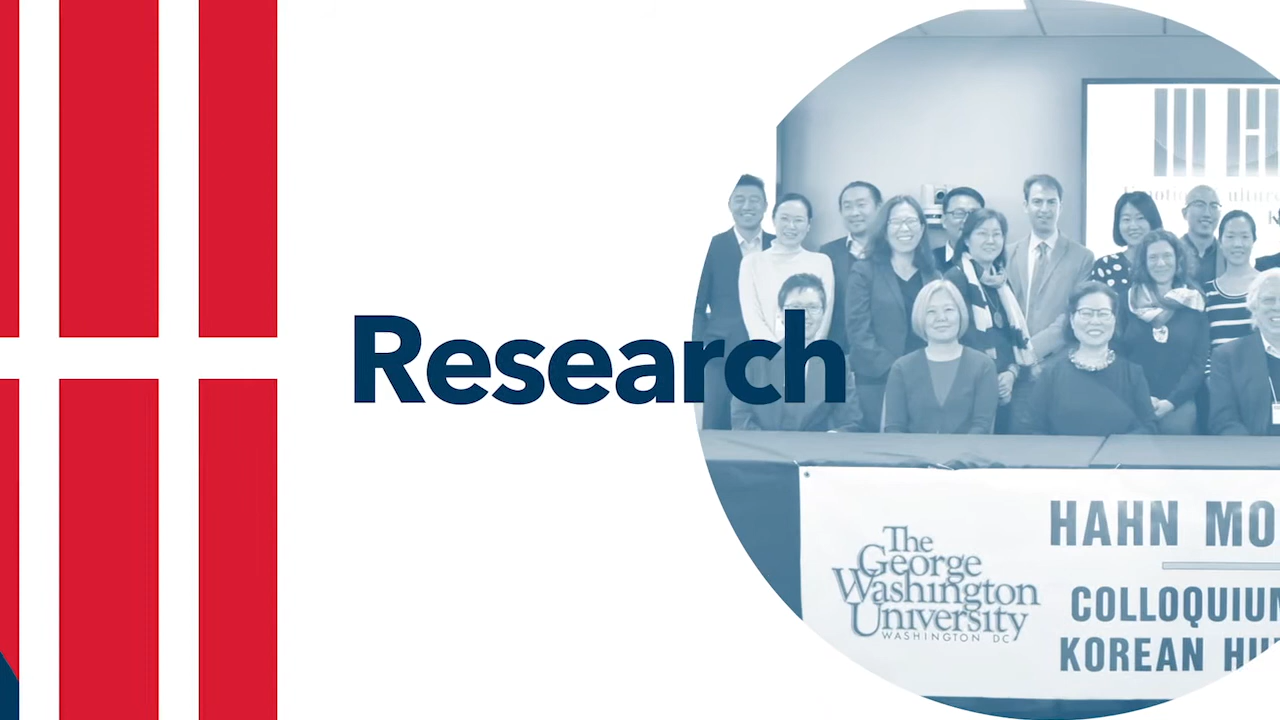 Research
The
George
Washington
University
WASHINGTON DC
HAHN MO
COLLOQUIUM
KOREAN HU